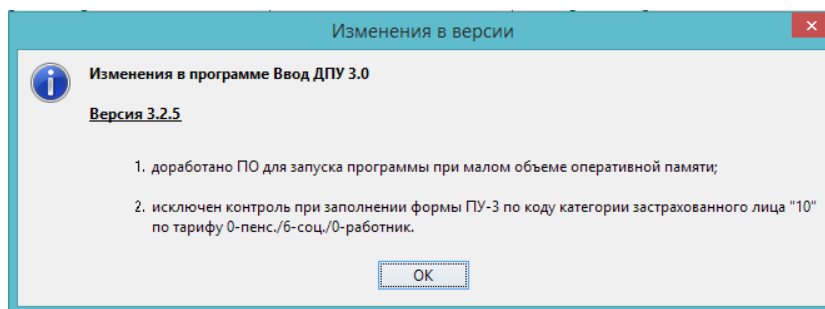 Изменения в версии
Изменения в программе Ввод ДПУ 3.0
Версия 3.2.5
1. доработано ПО для запуска программы при малом объеме оперативной памяти;
2. исключен контроль при заполнении формы ПУ-3 по коду категории застрахованного лица "10"
по тарифу 0-пенс./6-соц./0-работник.
OK